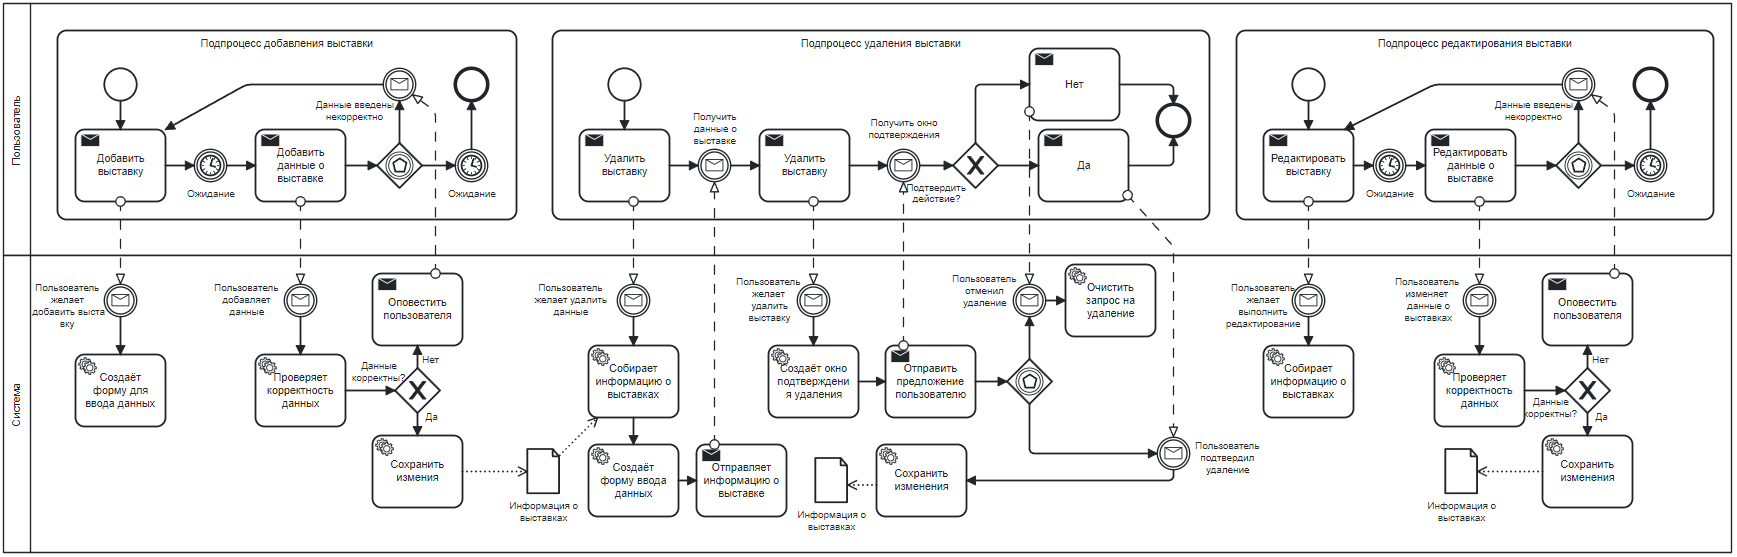 Пользователь
Подпроцесс добавления выставки
Добавить
выставку
Ожидание
Добавить
данные о
выставке
Данные введены
некорректно
Ожидание
Подпроцесс удаления выставки
Удалить
выставку
Получить
данные о
выставке
Удалить
выставку
Получить окно
подтверждения
Подтвердить
действие?
Нет
Да
Подпроцесс редактирования выставки
Редактировать
выставку
Ожидание
Редактировать
данные о
выставке
Данные введены
некорректно
Ожидание
Система
Пользователь
желает
добавить выста
вку
Создаёт
форму для
ввода данных
Пользователь
добавляет
данные
Проверяет
корректность
данных
Данные
корректны?
Нет
Да
Оповестить
пользователя
Сохранить
измения
Информация о
выставках
Пользователь
желает удалить
данные
Собирает
информацию о
выставках
Создаёт
форму ввода
данных
Отправляет
информацию о
выставке
Пользователь
желает
удалить
выставку
Создаёт окно
подтверждени
я удаления
Отправить
предложение
пользователю
Пользователь
отменил
удаление
Очистить
запрос на
удаление
Пользователь
подтвердил
удаление
Сохранить
изменения
Информация о
выставках
Пользователь
желает
выполнить
редактирование
Собирает
информацию о
выставках
Пользователь
изменяет
данные о
выставках
Проверяет
корректность
данных
Данные
корректны?
Нет
Да
Оповестить
пользователя
Сохранить
изменения
Информация о
выставках